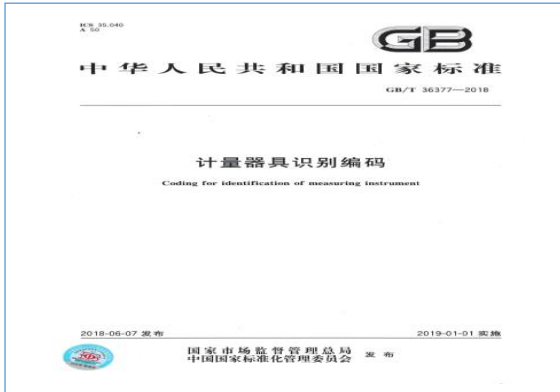 ICS 35.040
A 50
GB
中华人民共和国国家标准
GB/T 36377—2018
计量器具识别编码
Coding for identification of measuring instrument
2018-06-07 发布
2019-01-01 实施
国家市场监督管理总局
中国国家标准化管理委员会
发布